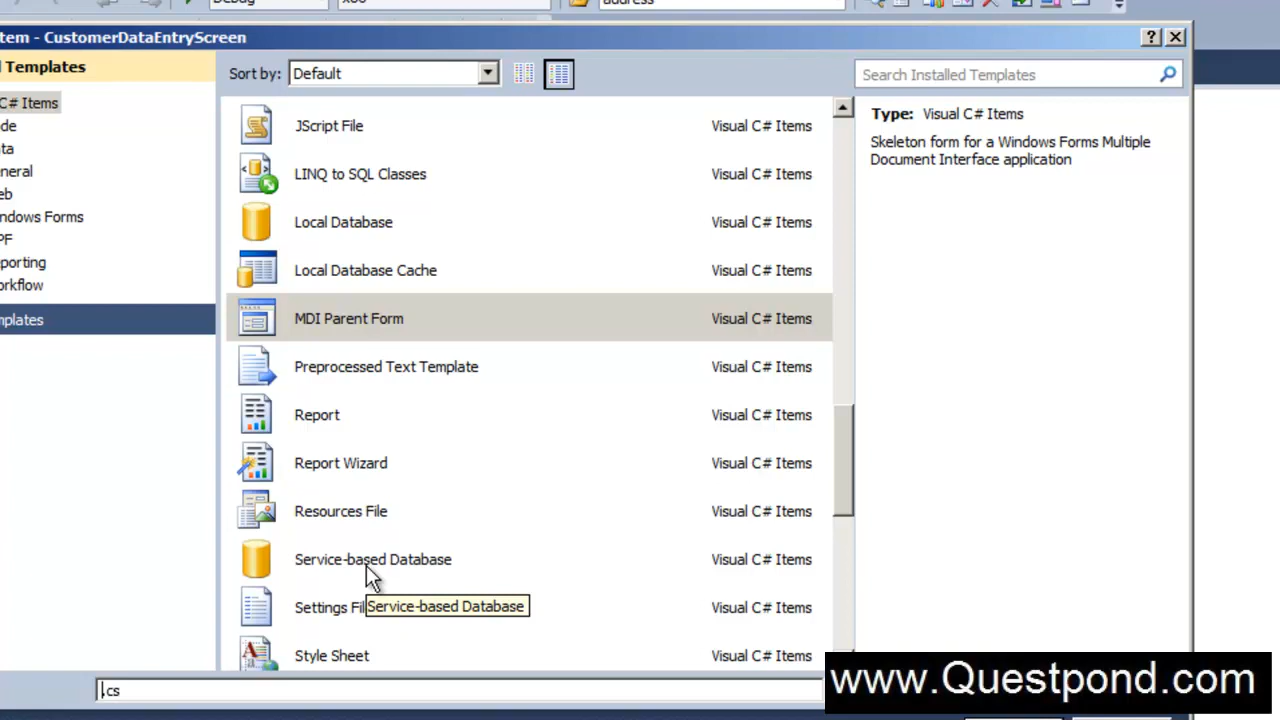 Debug
x86
address
tem - CustomerDataEntryScreen
Templates
Sort by:
Default
Search Installed Templates
C# Items
de
ta
neral
eb
ndows Forms
PF
porting
orkflow
mplates
JScript File Visual C# Items
LINQ to SQL Classes Visual C# Items
Local Database Visual C# Items
Local Database Cache Visual C# Items
MDI Parent Form Visual C# Items
Preprocessed Text Template Visual C# Items
Report Visual C# Items
Report Wizard Visual C# Items
Resources File Visual C# Items
Service-based Database Visual C# Items
Settings Fil Visual C# Items
Service-based Database
Style Sheet Visual C# Items
Type: Visual C# Items
Skeleton form for a Windows Forms Multiple
Document Interface application
.cs
www.Questpond.com